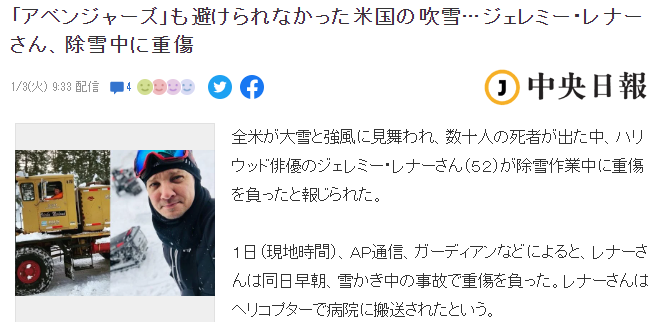 「アベンジャーズ」も避けられなかった米国の吹雪…ジェレミー・レナー
さん、除雪中に重傷
1/3(火) 9:33 配信
4
J 中央日報
全米が大雪と強風に見舞われ、数十人の死者が出た中、ハリ
ウッド俳優のジェレミー・レナーさん(52)が除雪作業中に重傷
を負ったと報じられた。
1日(現地時間)、AP通信、ガーディアンなどによると、レナーさ
んは同日早朝、雪かき中の事故で重傷を負った。レナーさんは
ヘリコプターで病院に搬送されたという。